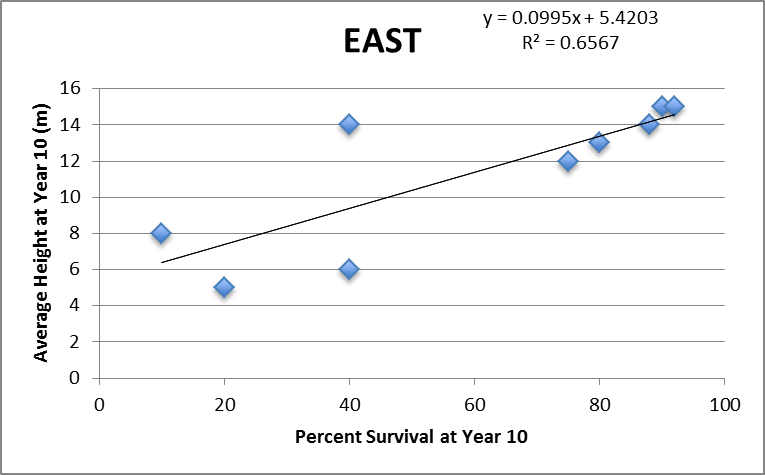 y = 0.0995x + 5.4203
R² = 0.6567
EAST
Average Height at Year 10 (m)
16
14
12
10
8
6
4
2
0
0 20 40 60 80 100
Percent Survival at Year 10